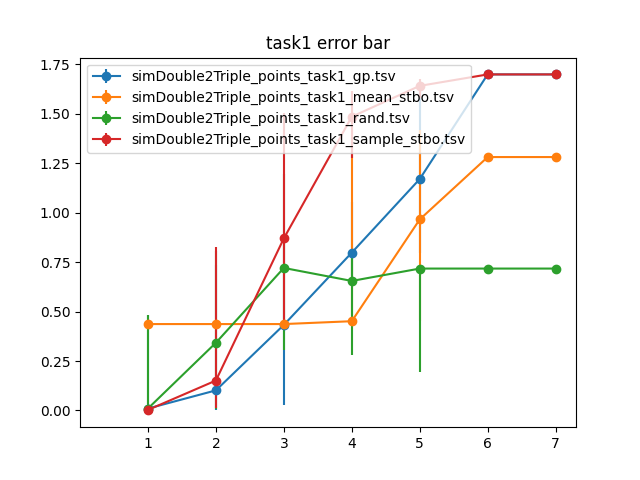 task1 error bar
simDouble2Triple_points_task1_gp.tsv
simDouble2Triple_points_task1_mean_stbo.tsv
simDouble2Triple_points_task1_rand.tsv
simDouble2Triple_points_task1_sample_stbo.tsv
1.75
1.50
1.25
1.00
0.75
0.50
0.25
0.00
1 2 3 4 5 6 7